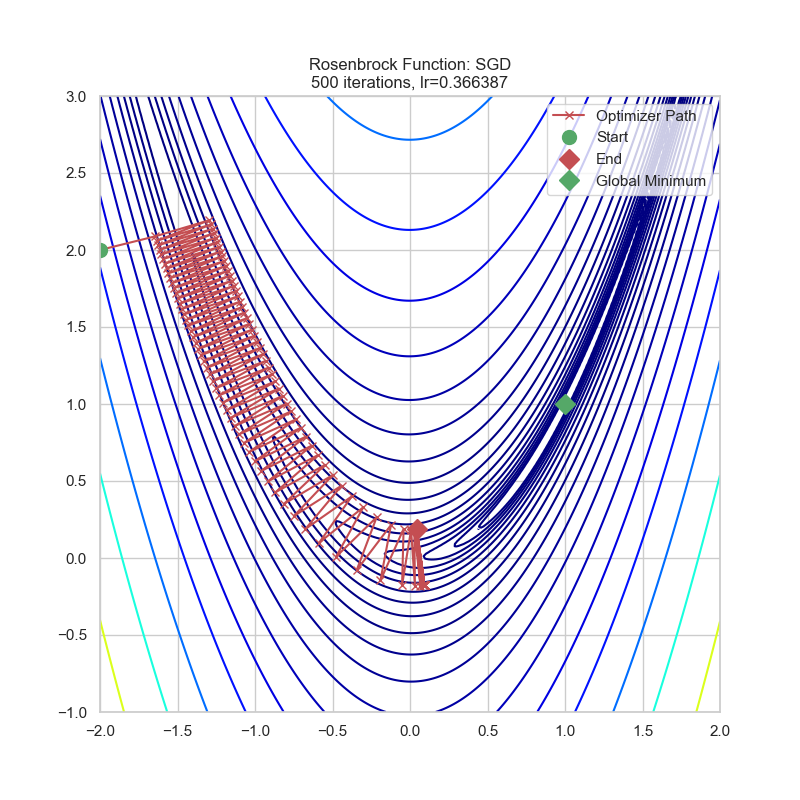 Rosenbrock Function: SGD
500 iterations, lr=0.366387
Optimizer Path
Start
End
Global Minimum
3.0
2.5
2.0
1.5
1.0
0.5
0.0
−0.5
−1.0
−2.0 −1.5 −1.0 −0.5 0.0 0.5 1.0 1.5 2.0